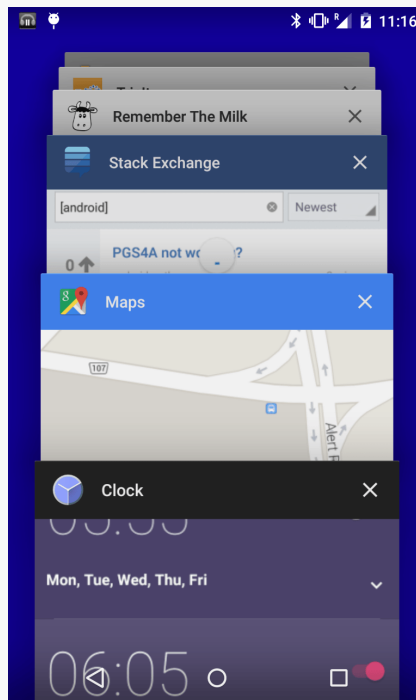 R
11:16
Remember The Milk
Stack Exchange
[android]
Newest
0
PGS4A not
8
Maps
107
Alert R
Clock
Mon, Tue, Wed, Thu, Fri
06:05